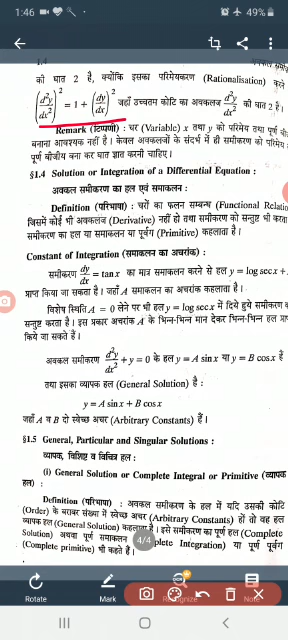 1:46
49%
1.4
की घात 2 है, क्योंकि इसका परिमेयकरण (Rationalisation) करने
(d²y/dx²)² = 1 + (dy/dx)² जहाँ उच्चतम कोटि का अवकलज d²y/dx² की घात 2 है।
Remark (टिप्पणी) : चर (Variable) x तथा y को परिमेय तथा पूर्ण
बनाना आवश्यक नहीं है। केवल अवकलजों के संदर्भ में ही समीकरण को परिमेय
पूर्ण बीजीय बना कर घात ज्ञात करनी चाहिए।
§1.4 Solution or Integration of a Differential Equation :
अवकल समीकरण का हल एवं समाकलन :
Definition (परिभाषा) : चरों का फलन सम्बन्ध (Functional Relatio
जिसमें कोई भी अवकलज (Derivative) नहीं हो तथा समीकरण को सन्तुष्ट भी करता
समीकरण का हल या समाकलन या पूर्वग (Primitive) कहलाता है।
Constant of Integration (समाकलन का अचरांक) :
समीकरण dy/dx = tan x का मात्र समाकलन करने से हल y = log sec x +
प्राप्त किया जा सकता है। जहाँ A समाकलन का अचरांक कहलाता है।
विशेष स्थिति A = 0 लेने पर भी हल y = log sec x में दिये हुये समीकरण
सन्तुष्ट करता है। इस प्रकार अचरांक A के भिन्न-भिन्न मान देकर भिन्न-भिन्न हल प्रा
किये जा सकते हैं।
अवकल समीकरण d²y/dx² + y = 0 के हल y = A sin x या y = B cos x हैं
तथा इसका व्यापक हल (General Solution) है :
y = A sin x + B cos x
जहाँ A व B दो स्वेच्छ अचर (Arbitrary Constants) हैं।
§1.5 General, Particular and Singular Solutions :
व्यापक, विशिष्ट व विचित्र हल :
(i) General Solution or Complete Integral or Primitive (व्यापक
हल) :
Definition (परिभाषा) : अवकल समीकरण के हल में यदि उसकी कोटि
(Order) के बराबर संख्या में स्वेच्छ अचर (Arbitrary Constants) हों तो वह हल
व्यापक हल (General Solution) कहलाता है। इसे समीकरण का पूर्ण हल (Complete
Solution) अथवा पूर्ण समाकलन plete Integration) या पूर्ण पूर्वग
(Complete primitive) भी कहते हैं।
4/4
Rotate
Mark